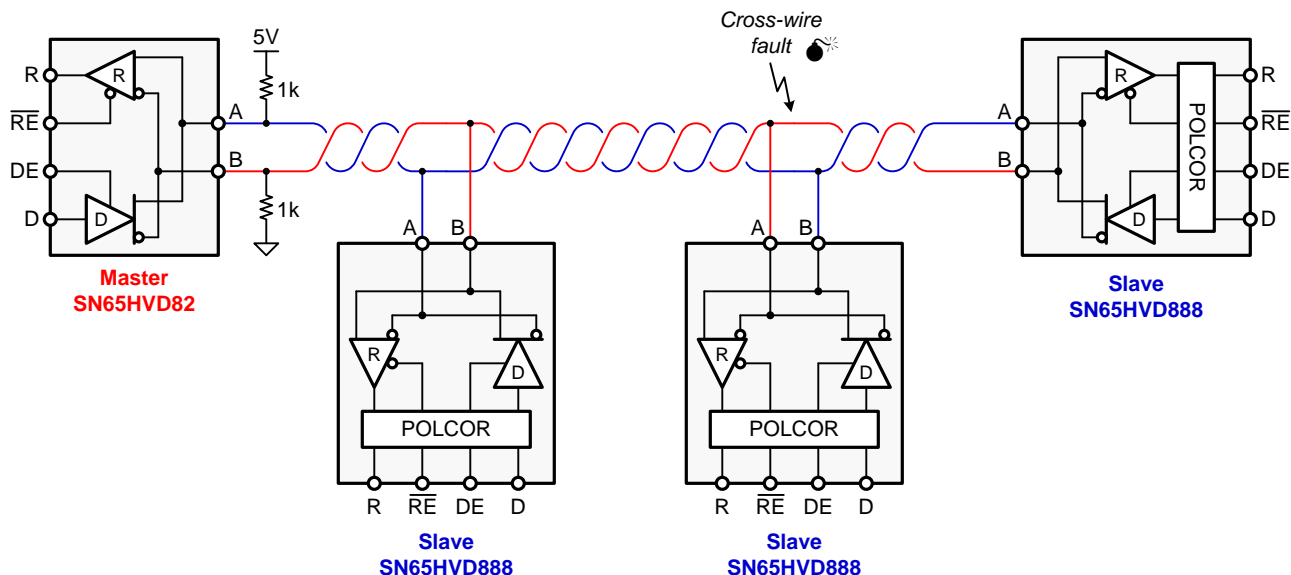 Cross-wire
fault
5V
1k
1k
R
RE
DE
D
A
B
R
D
Master
SN65HVD82
A
B
R
D
POLCOR
R
RE
DE
D
Slave
SN65HVD888
A
B
R
D
POLCOR
R
RE
DE
D
Slave
SN65HVD888
A
B
R
D
POLCOR
R
RE
DE
D
Slave
SN65HVD888